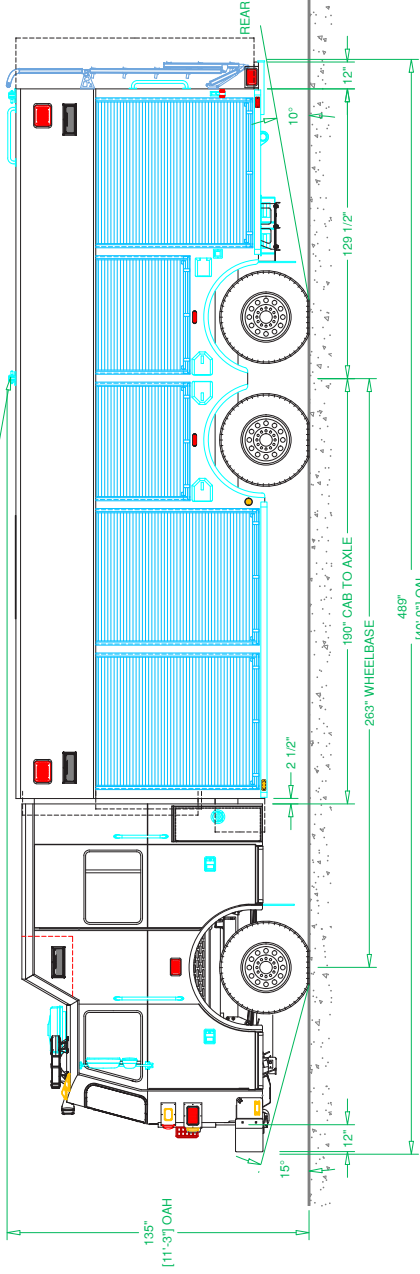 REAR
12"
10°
129 1/2"
190" CAB TO AXLE
263" WHEELBASE
489"
2 1/2"
12"
15°
135"
[11'-3"] OAH